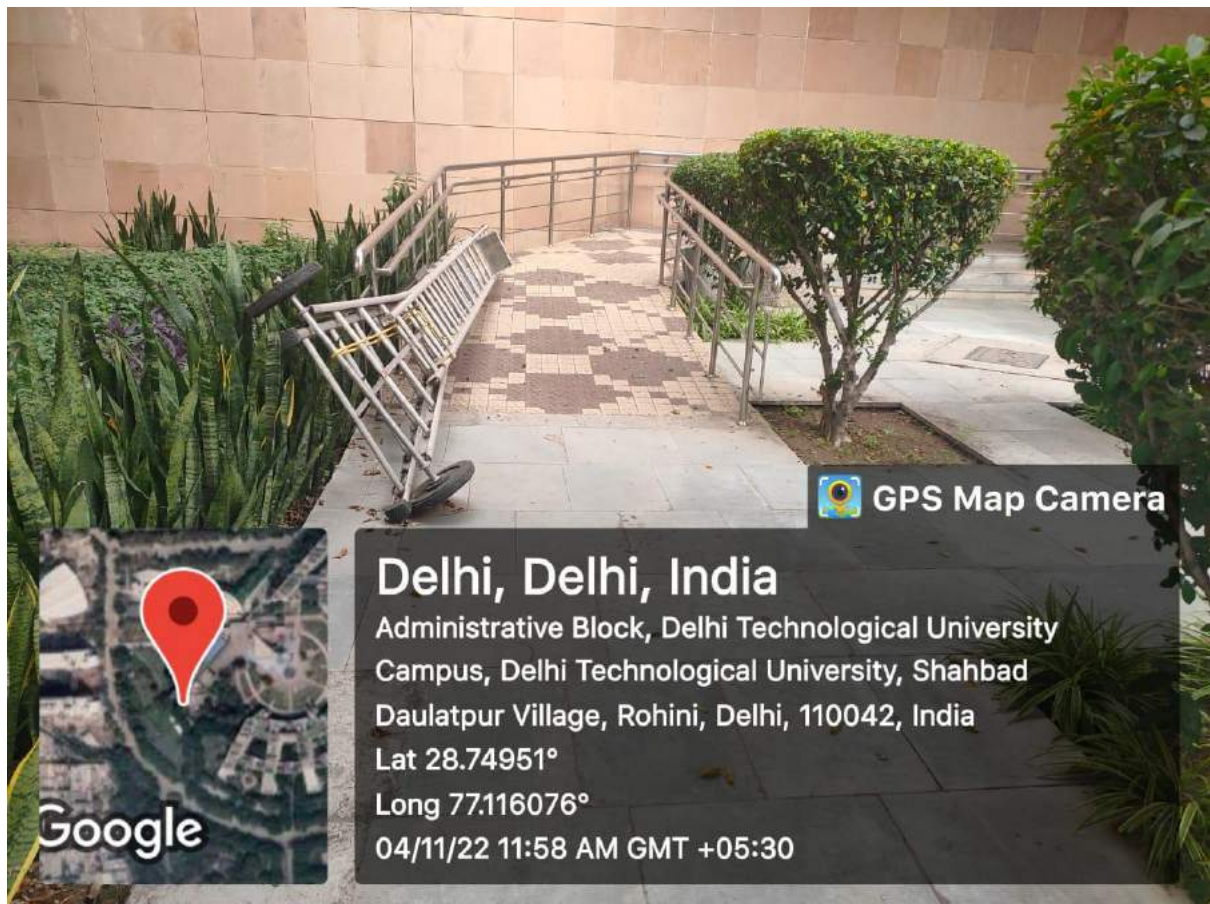 GPS Map Camera
Delhi, Delhi, India
Administrative Block, Delhi Technological University
Campus, Delhi Technological University, Shahbad
Daulatpur Village, Rohini, Delhi, 110042, India
Lat 28.74951°
Long 77.116076°
04/11/22 11:58 AM GMT +05:30
Google